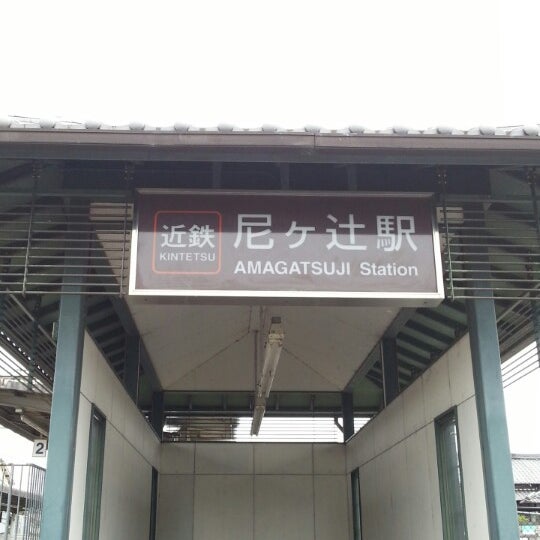 近鉄
KINTETSU
尼ヶ辻駅
AMAGATSUJI Station
2